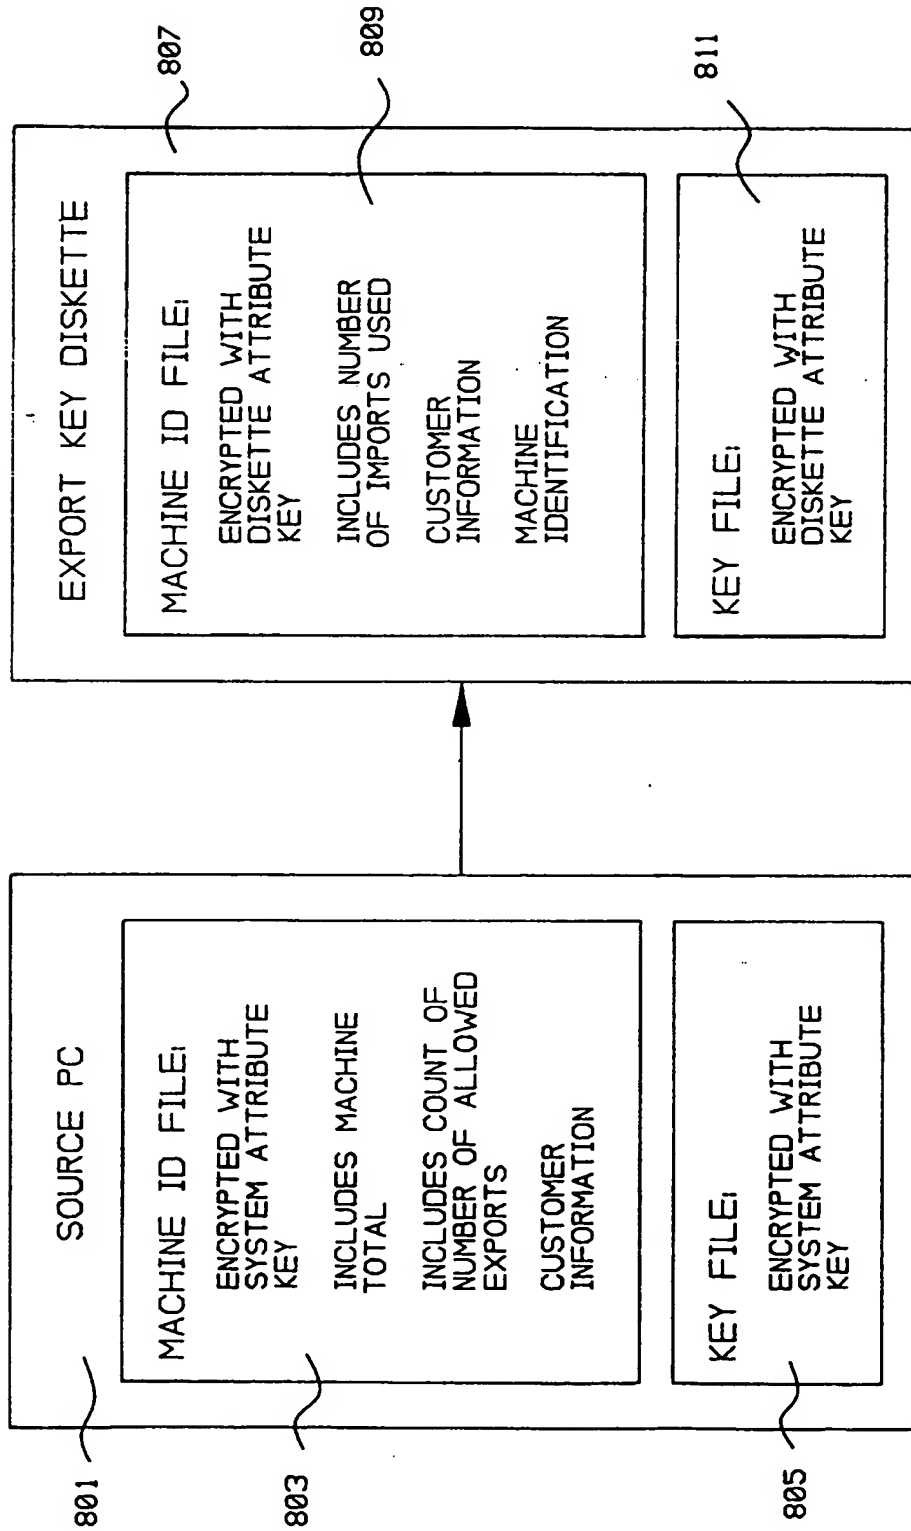 801
SOURCE PC
MACHINE ID FILE:
ENCRYPTED WITH
SYSTEM ATTRIBUTE
KEY
INCLUDES MACHINE
TOTAL
INCLUDES COUNT OF
NUMBER OF ALLOWED
EXPORTS
CUSTOMER
INFORMATION
803
KEY FILE:
ENCRYPTED WITH
SYSTEM ATTRIBUTE
KEY
805
EXPORT KEY DISKETTE
807
MACHINE ID FILE:
ENCRYPTED WITH
DISKETTE ATTRIBUTE
KEY
INCLUDES NUMBER
OF IMPORTS USED
CUSTOMER
INFORMATION
MACHINE
IDENTIFICATION
809
KEY FILE:
ENCRYPTED WITH
DISKETTE ATTRIBUTE
KEY
811